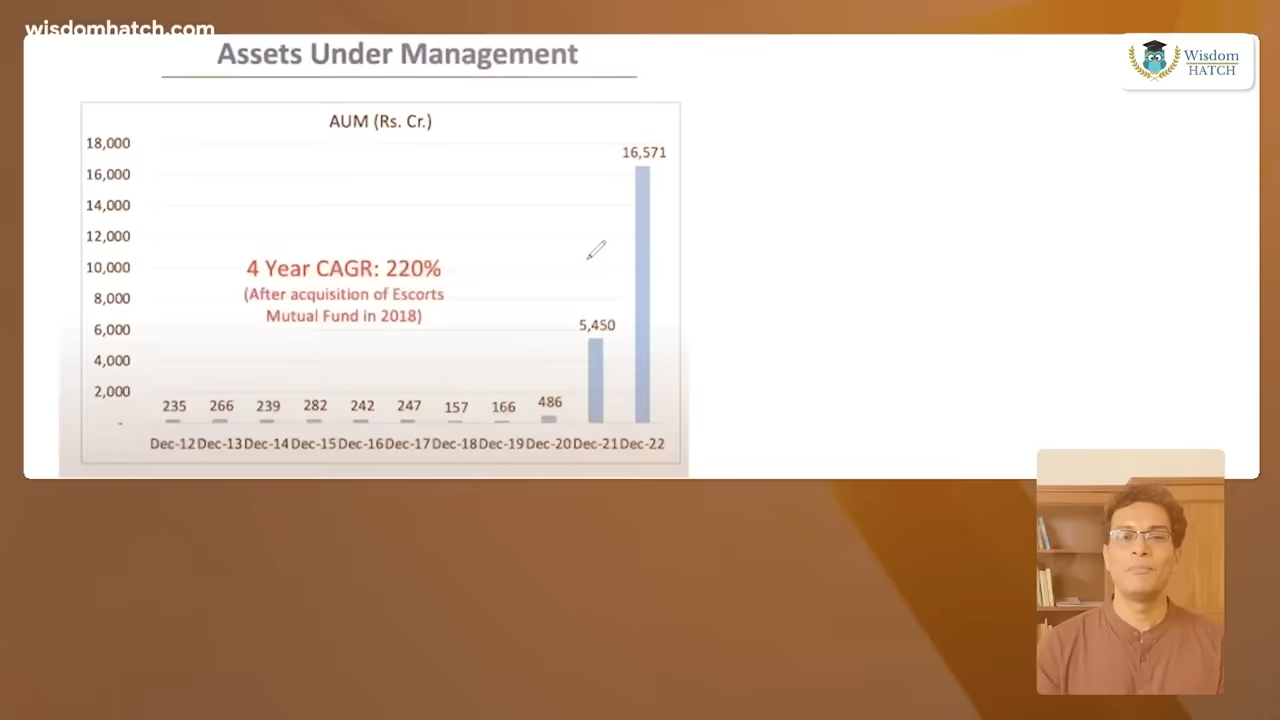 wisdomhatch.com
Assets Under Management
Wisdom
HATCH
AUM (Rs. Cr.)
18,000
16,000
14,000
12,000
10,000
8,000
6,000
4,000
2,000
-
4 Year CAGR: 220%
(After acquisition of Escorts
Mutual Fund in 2018)
235 266 239 282 242 247 157 166 486 5,450 16,571
Dec-12 Dec-13 Dec-14 Dec-15 Dec-16 Dec-17 Dec-18 Dec-19 Dec-20 Dec-21 Dec-22